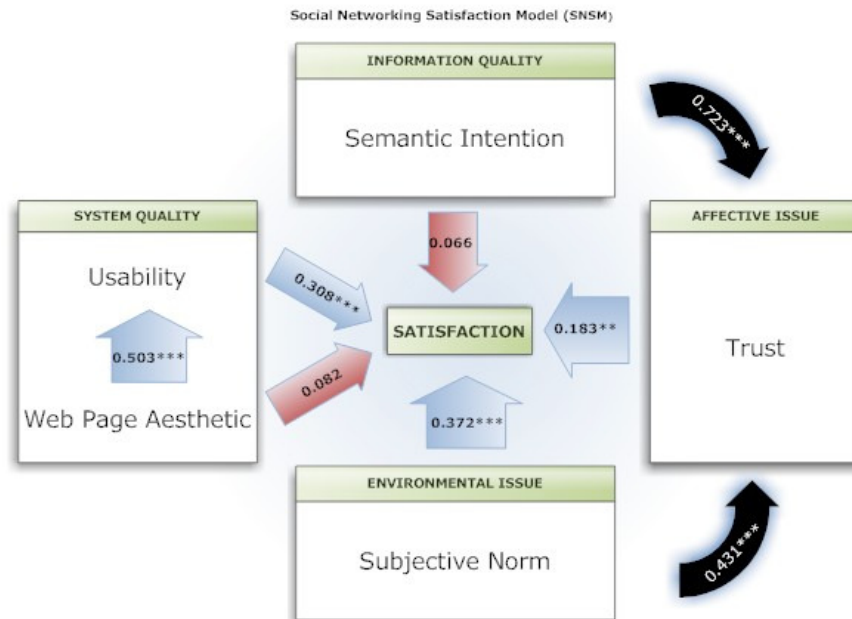 Social Networking Satisfaction Model (SNSM)
INFORMATION QUALITY
Semantic Intention
0.723***
SYSTEM QUALITY
Usability
0.503***
Web Page Aesthetic
0.066
0.308***
SATISFACTION
0.082
0.183**
0.372***
AFFECTIVE ISSUE
Trust
ENVIRONMENTAL ISSUE
Subjective Norm
0.431***